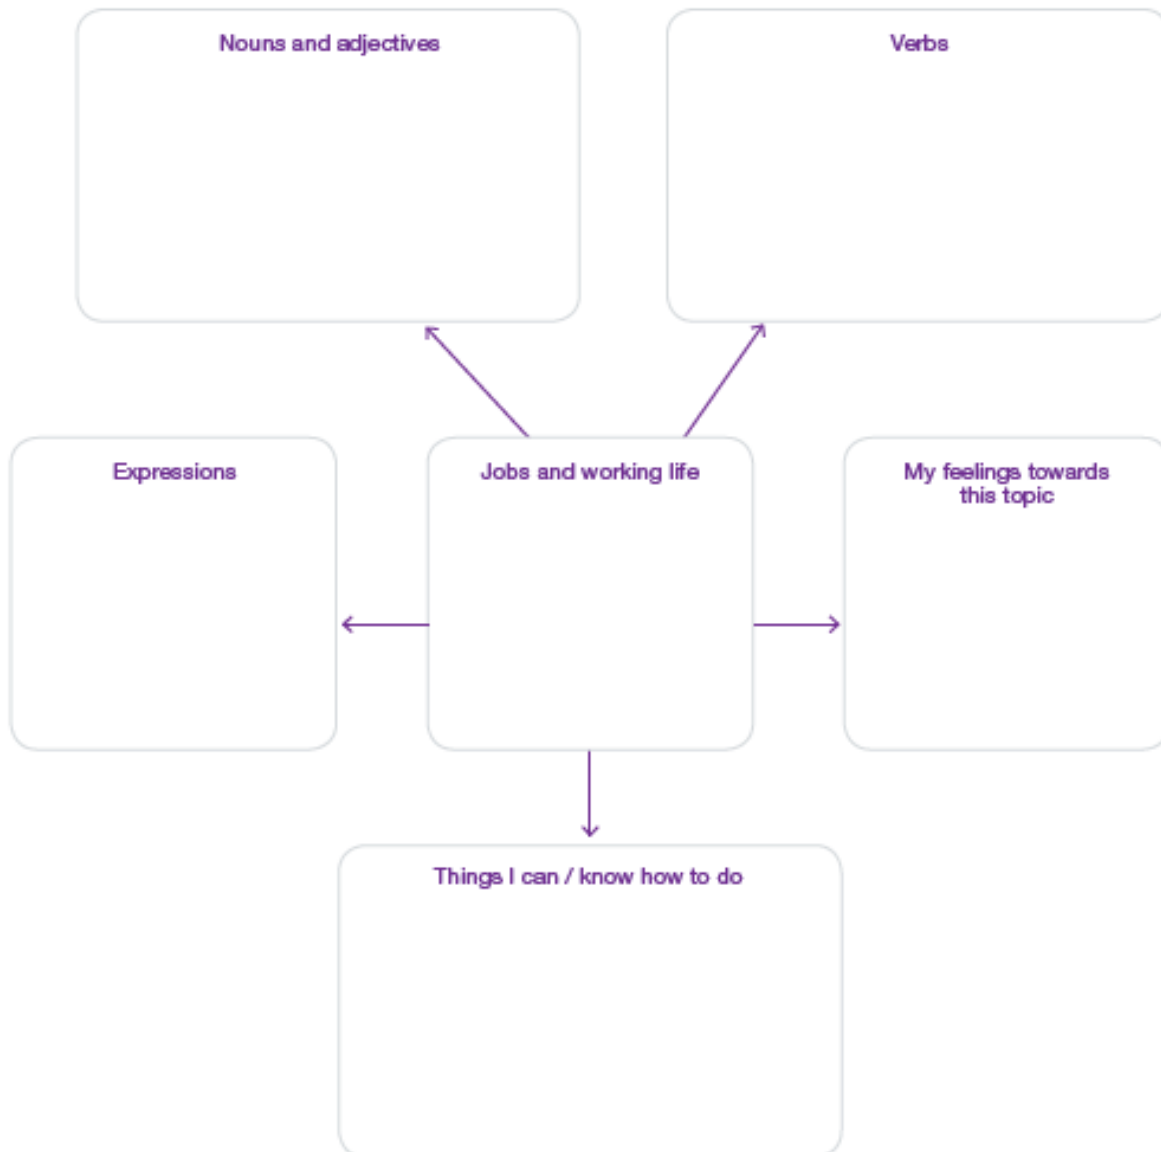 Nouns and adjectives
Verbs
Expressions
Jobs and working life
My feelings towards
this topic
Things I can / know how to do